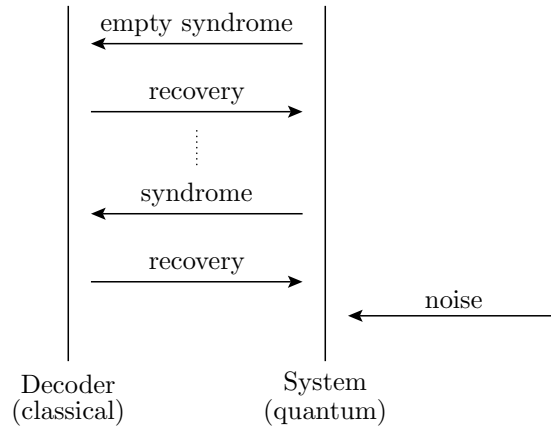 empty syndrome
recovery
syndrome
recovery
noise
Decoder
(classical)
System
(quantum)